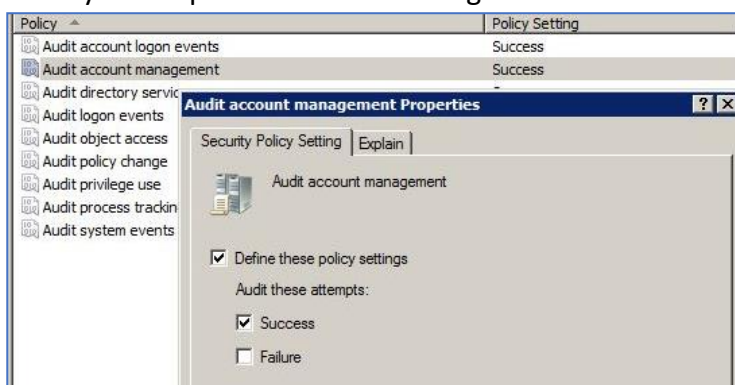 Policy Policy Setting
Audit account logon events Success
Audit account management Success
Audit directory servic
Audit account management Properties
Audit logon events
Security Policy Setting Explain
Audit object access
Audit policy change
Audit account management
Audit privilege use
Audit process trackin
Audit system events
Define these policy settings
Audit these attempts:
Success
Failure